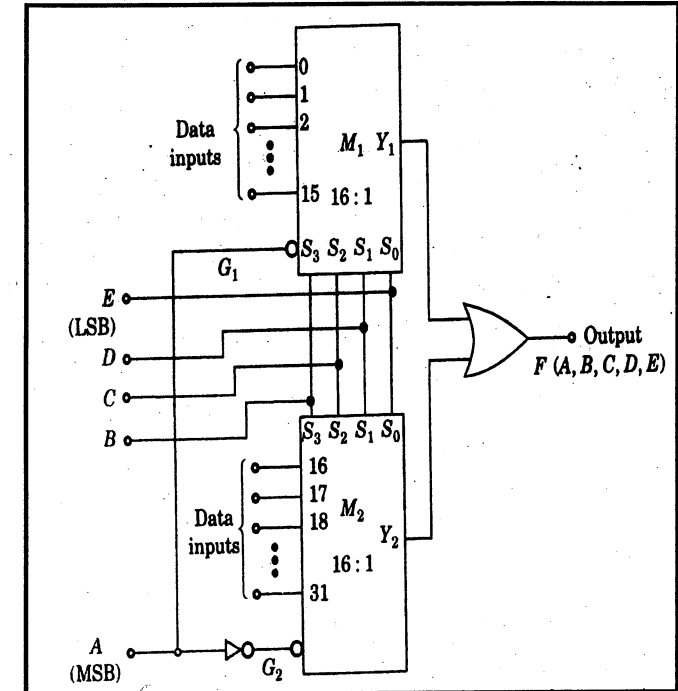 0
1
Data inputs
2
M₁ Y₁
15 16 : 1
S₃ S₂ S₁ S₀
G₁
E
(LSB)
D
C
B
Output
F (A, B, C, D, E)
S₃ S₂ S₁ S₀
16
17
Data inputs
18
M₂
Y₂
16 : 1
31
A
(MSB)
G₂